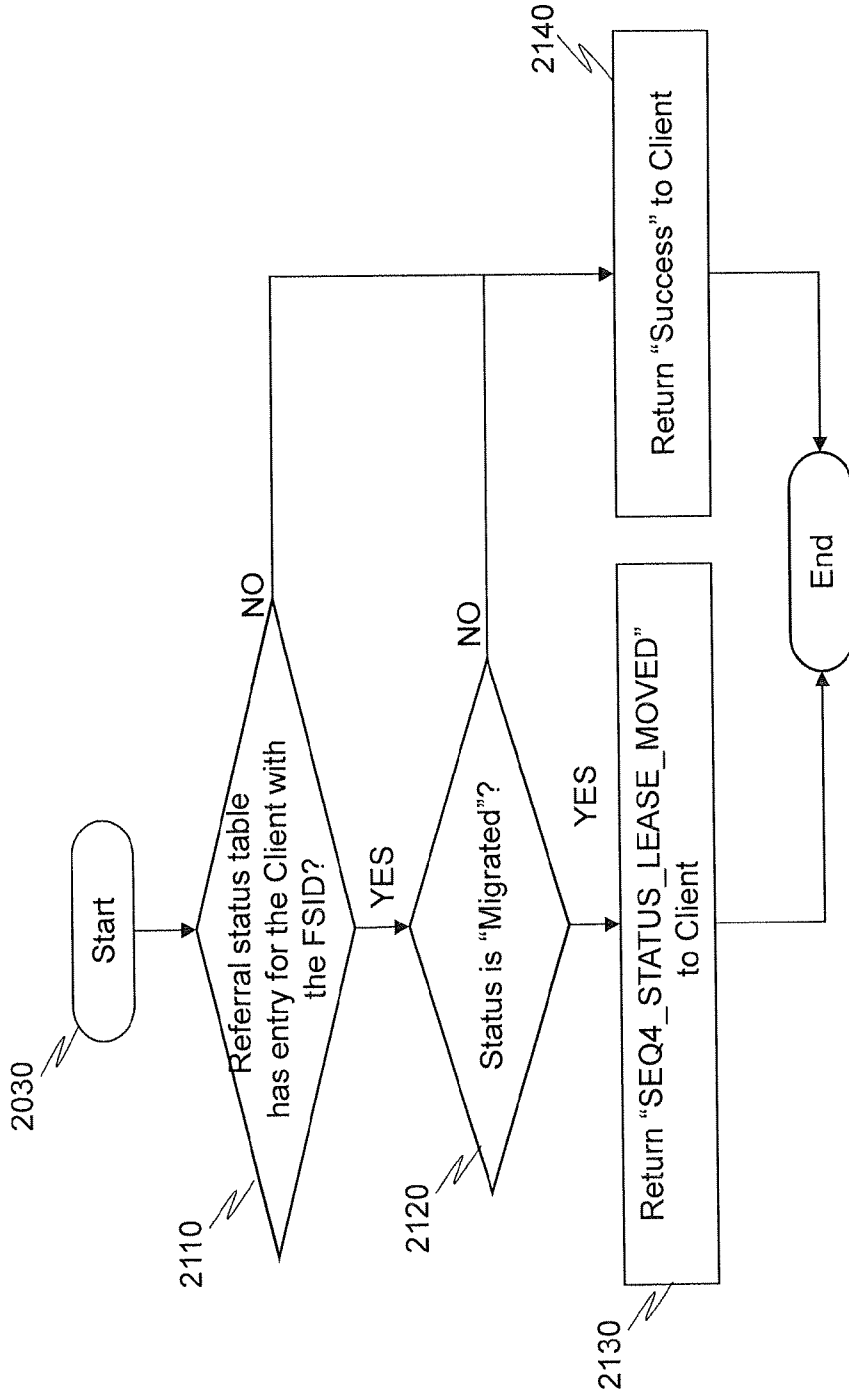 2030
Start
2110
Referral status table
has entry for the Client with
the FSID?
NO
YES
2120
Status is “Migrated”?
NO
YES
2130
Return “SEQ4_STATUS_LEASE_MOVED”
to Client
2140
Return “Success” to Client
End